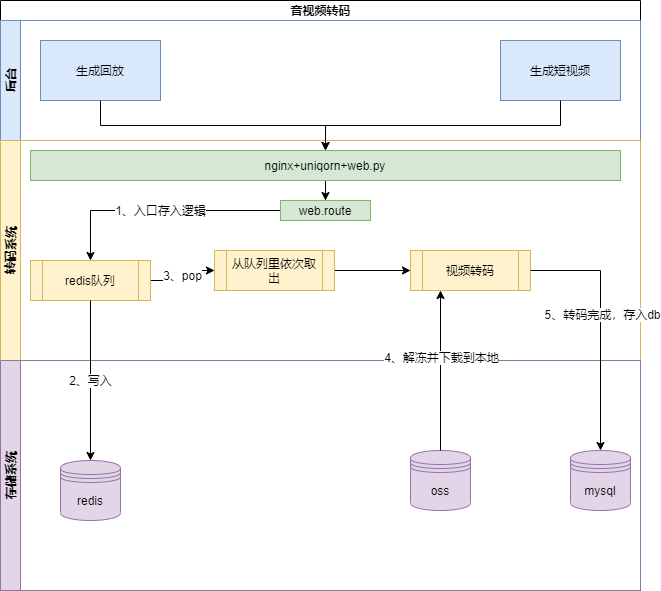 音视频转码
后台
生成回放
生成短视频
转码系统
nginx+uniqorn+web.py
web.route
1、入口存入逻辑
redis队列
3、pop
从队列里依次取
出
视频转码
5、转码完成，存入db
4、解冻并下载到本地
2、写入
存储系统
redis
oss
mysql